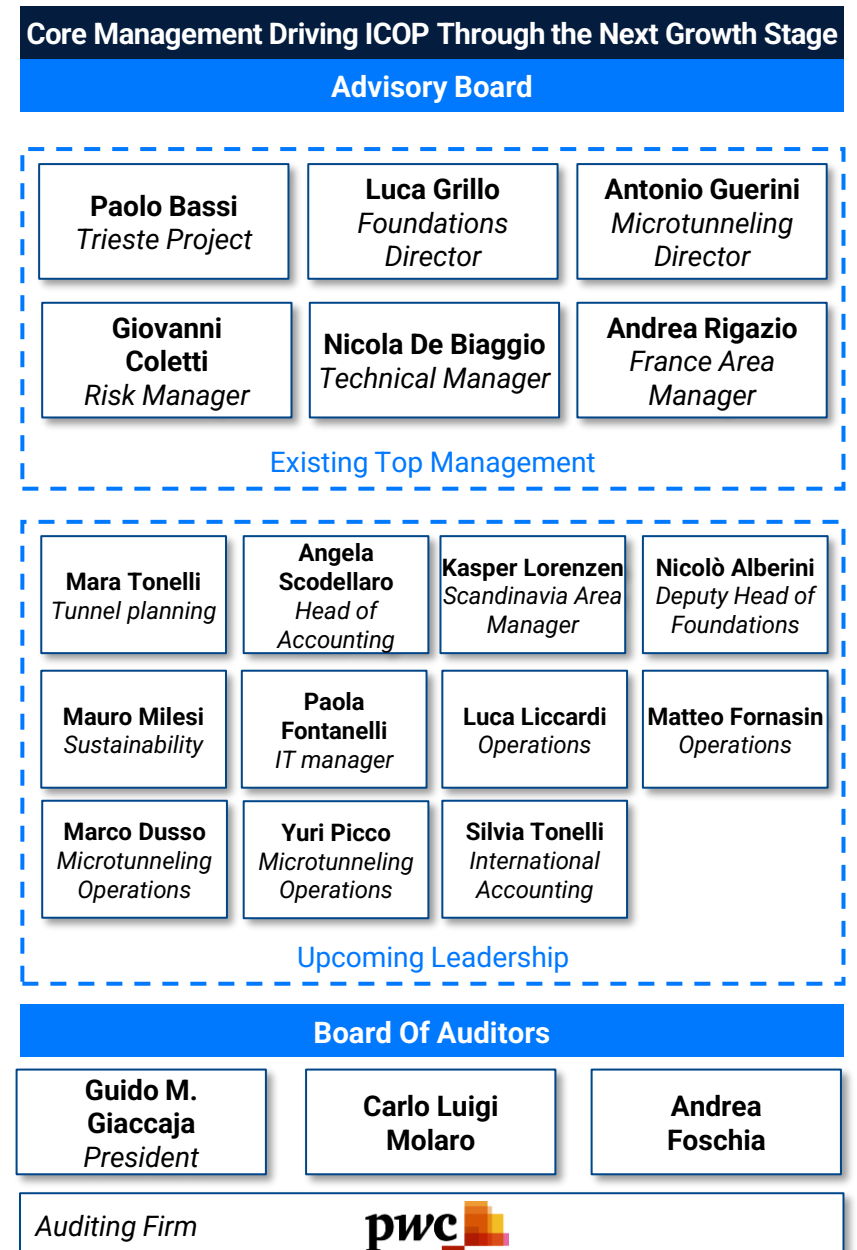 Core Management Driving ICOP Through the Next Growth Stage
Advisory Board
Paolo Bassi
Trieste Project
Luca Grillo
Foundations
Director
Antonio Guerini
Microtunneling
Director
Giovanni
Coletti
Risk Manager
Nicola De Biaggio
Technical Manager
Andrea Rigazio
France Area
Manager
Existing Top Management
Mara Tonelli
Tunnel planning
Angela
Scodellaro
Head of
Accounting
Kasper Lorenzen
Scandinavia Area
Manager
Nicolò Alberini
Deputy Head of
Foundations
Mauro Milesi
Sustainability
Paola
Fontanelli
IT manager
Luca Liccardi
Operations
Matteo Fornasin
Operations
Marco Dusso
Microtunneling
Operations
Yuri Picco
Microtunneling
Operations
Silvia Tonelli
International
Accounting
Upcoming Leadership
Board Of Auditors
Guido M.
Giaccaja
President
Carlo Luigi
Molaro
Andrea
Foschia
Auditing Firm
pwc